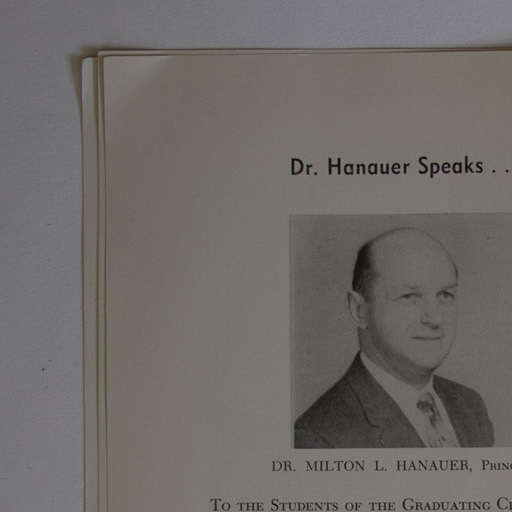 Dr. Hanauer Speaks . .
DR. MILTON L. HANAUER,
To the Students of the Graduating